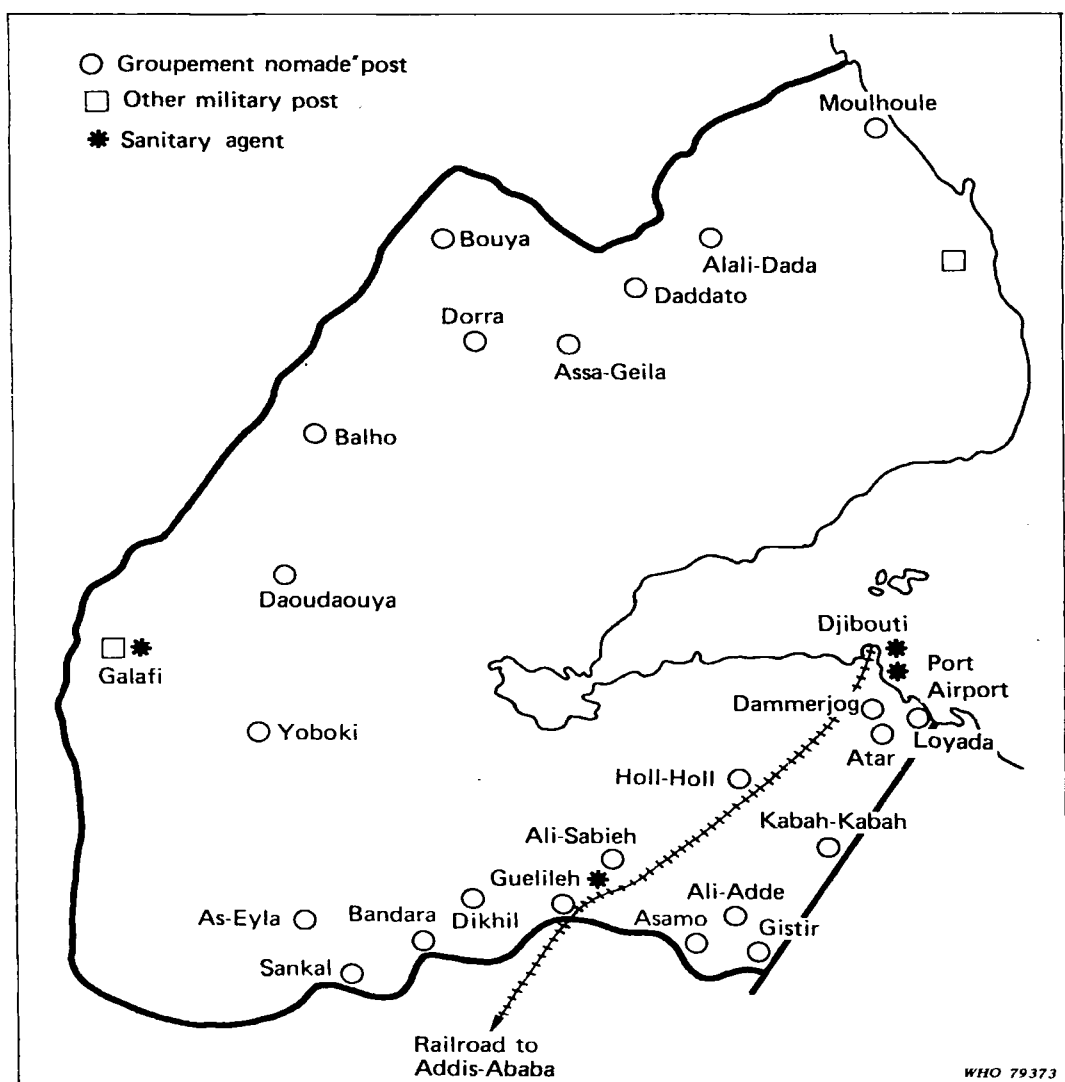 Groupement nomade post
Other military post
Sanitary agent
Moulhoule
Bouya
Alali-Dada
Daddato
Dorra
Assa-Geila
Balho
Daoudaouya
Djibouti
Galafi
Port
Airport
Dammerjog
Yoboki
Loyada
Atar
Holl-Holl
Kabah-Kabah
Ali-Sabieh
Guelileh
Ali-Adde
As-Eyla
Bandara
Dikhil
Asamo
Gistir
Sankal
Railroad to
Addis-Ababa
WHO 79373